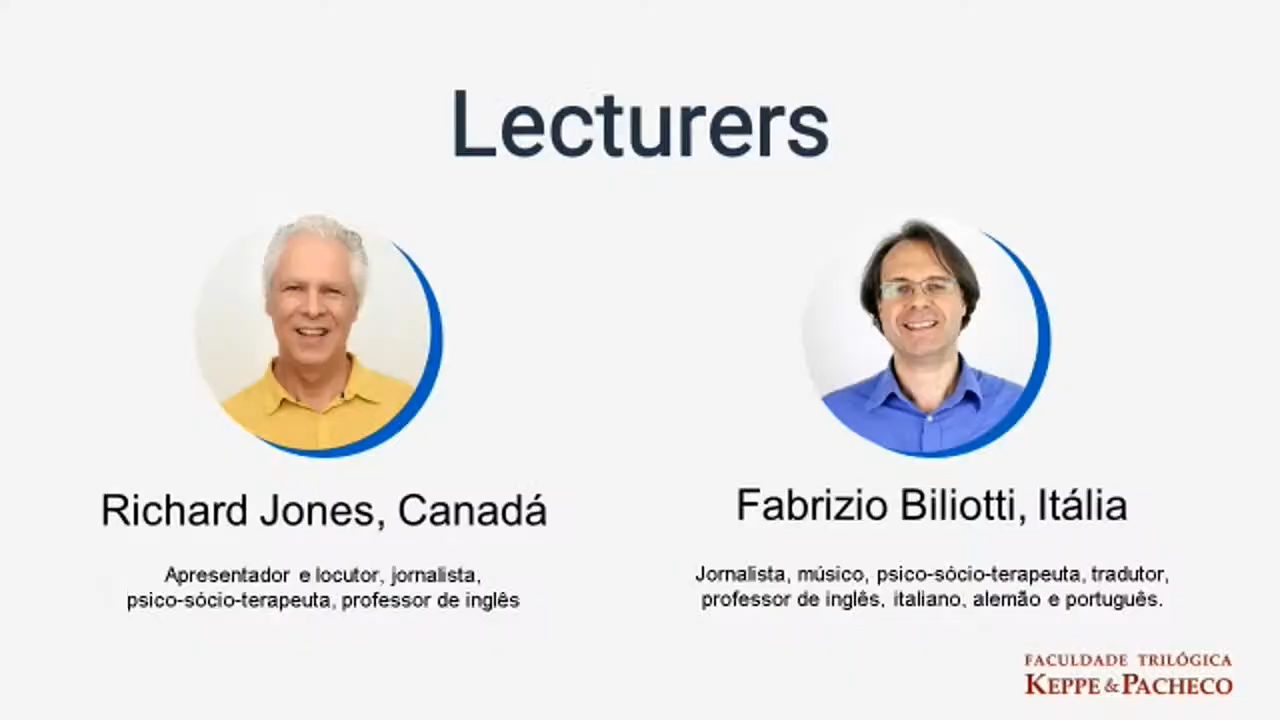 Lecturers
Richard Jones, Canadá
Apresentador e locutor, jornalista,
psico-sócio-terapeuta, professor de inglês
Fabrizio Biliotti, Itália
Jornalista, músico, psico-sócio-terapeuta, tradutor,
professor de inglês, italiano, alemão e português.
FACULDADE TRILÓGICA
KEPPE & PACHECO